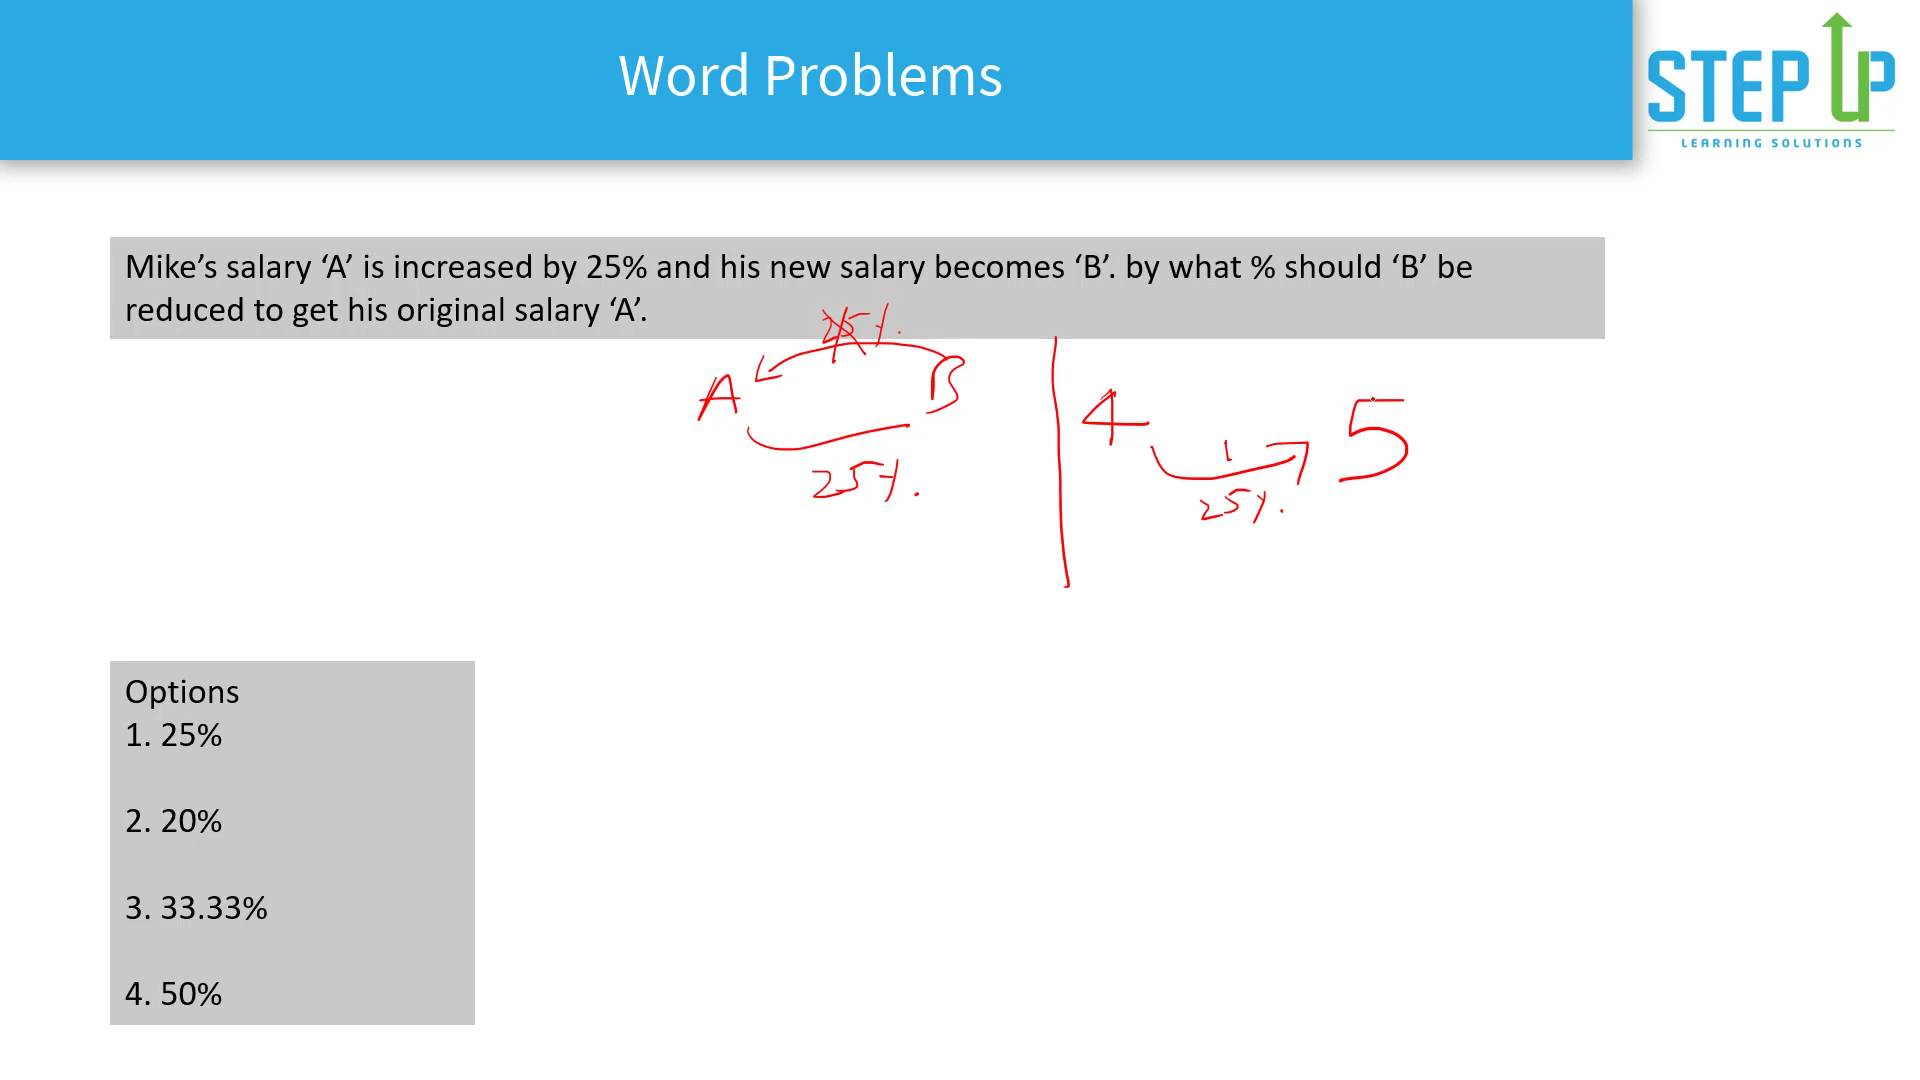 Word Problems
STEP UP
LEARNING SOLUTIONS
Mike’s salary ‘A’ is increased by 25% and his new salary becomes ‘B’. by what % should ‘B’ be
reduced to get his original salary ‘A’.
25%.
A B
25%.
4 5
1
25%.
Options
1. 25%
2. 20%
3. 33.33%
4. 50%